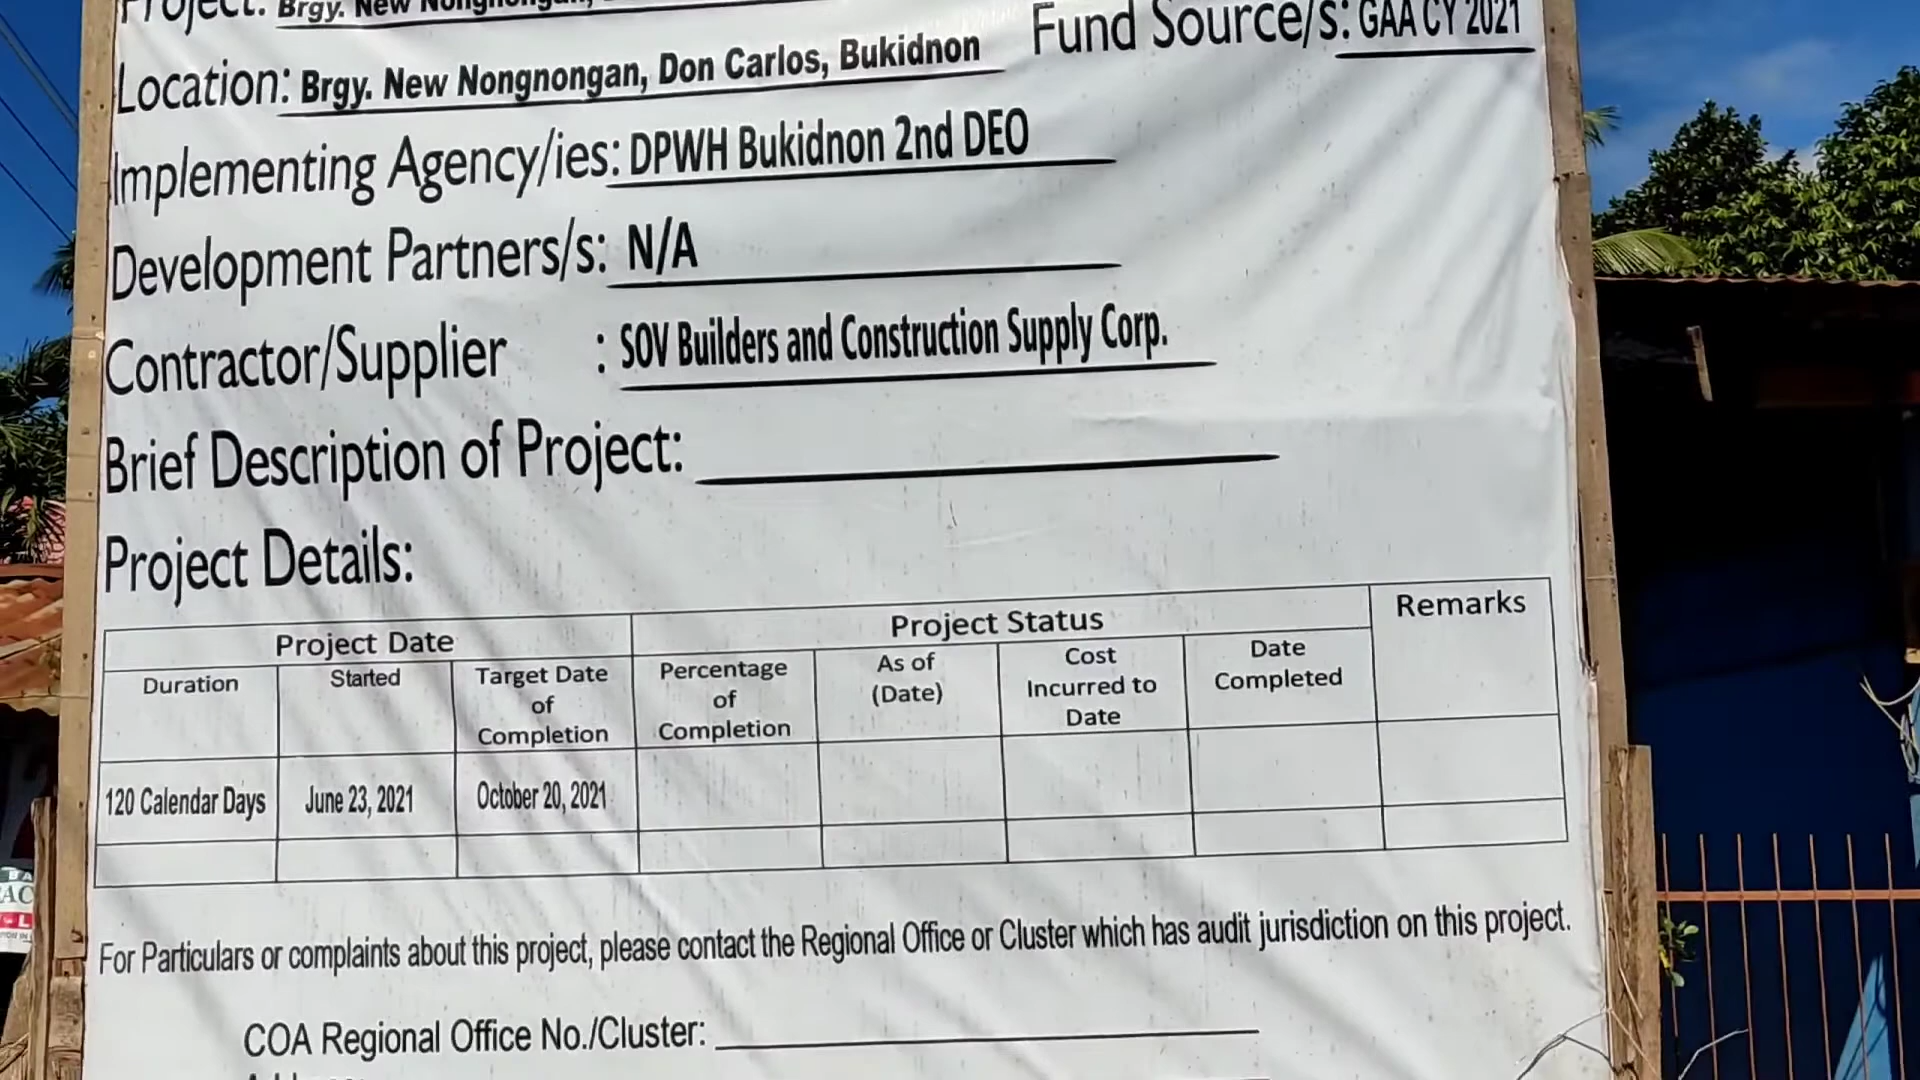 Project: Brgy. New Nongnongan,
Location: Brgy. New Nongnongan, Don Carlos, Bukidnon Fund Source/s: GAA CY 2021
Implementing Agency/ies: DPWH Bukidnon 2nd DEO
Development Partners/s: N/A
Contractor/Supplier : SOV Builders and Construction Supply Corp.
Brief Description of Project:
Project Details:
Project Date Project Status Remarks
Duration Started Target Date of Completion Percentage of Completion As of (Date) Cost Incurred to Date Date Completed
120 Calendar Days June 23, 2021 October 20, 2021
For Particulars or complaints about this project, please contact the Regional Office or Cluster which has audit jurisdiction on this project.
COA Regional Office No./Cluster: